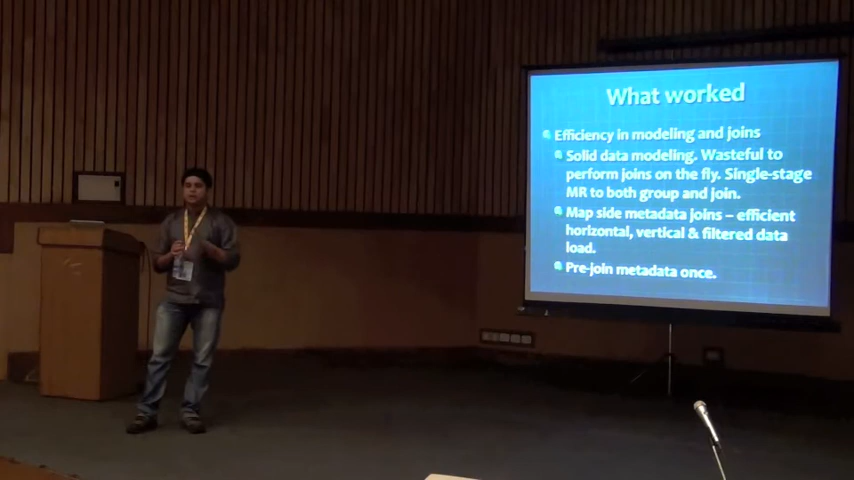 What worked
Efficiency in modeling and joins
Solid data modeling. Wasteful to
perform joins on the fly. Single-stage
MR to both group and join.
Map side metadata joins – efficient
horizontal, vertical & filtered data
load.
Pre-join metadata once.